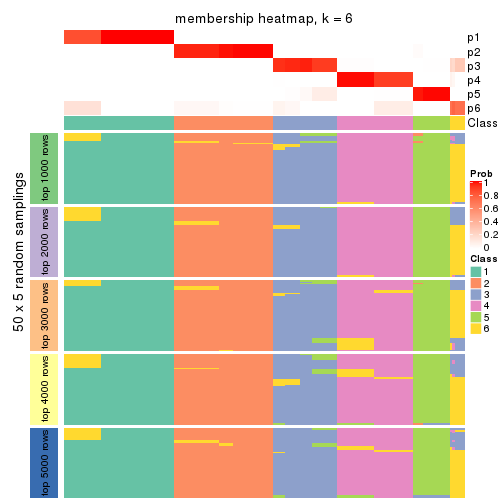 membership heatmap, k = 6
p1
p2
p3
p4
p5
p6
Class
50 x 5 random samplings
top 1000 rows
top 2000 rows
top 3000 rows
top 4000 rows
top 5000 rows
Prob
1
0.8
0.6
0.4
0.2
0
Class
1
2
3
4
5
6